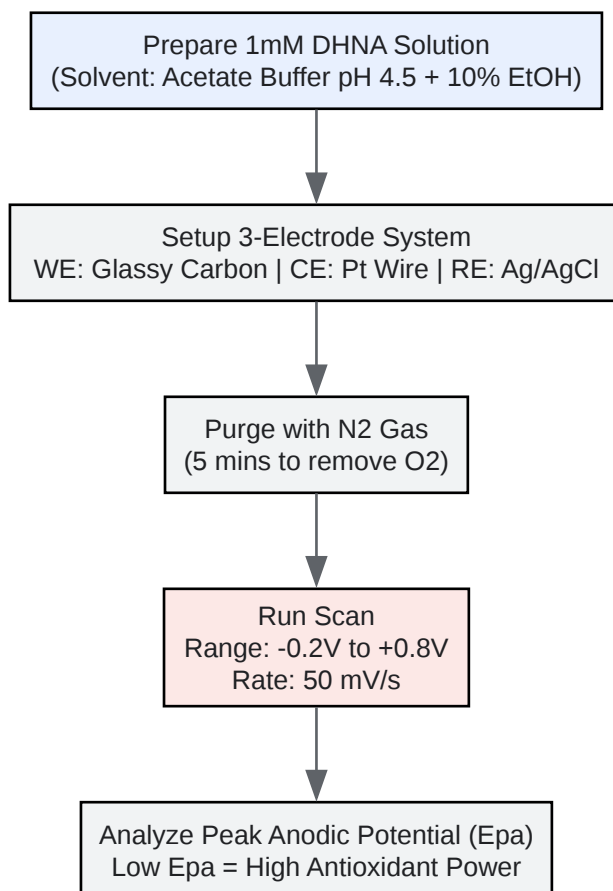 Prepare 1mM DHNA Solution
(Solvent: Acetate Buffer pH 4.5 + 10% EtOH)
Setup 3-Electrode System
WE: Glassy Carbon | CE: Pt Wire | RE: Ag/AgCl
Purge with N2 Gas
(5 mins to remove O2)
Run Scan
Range: -0.2V to +0.8V
Rate: 50 mV/s
Analyze Peak Anodic Potential (Epa)
Low Epa = High Antioxidant Power